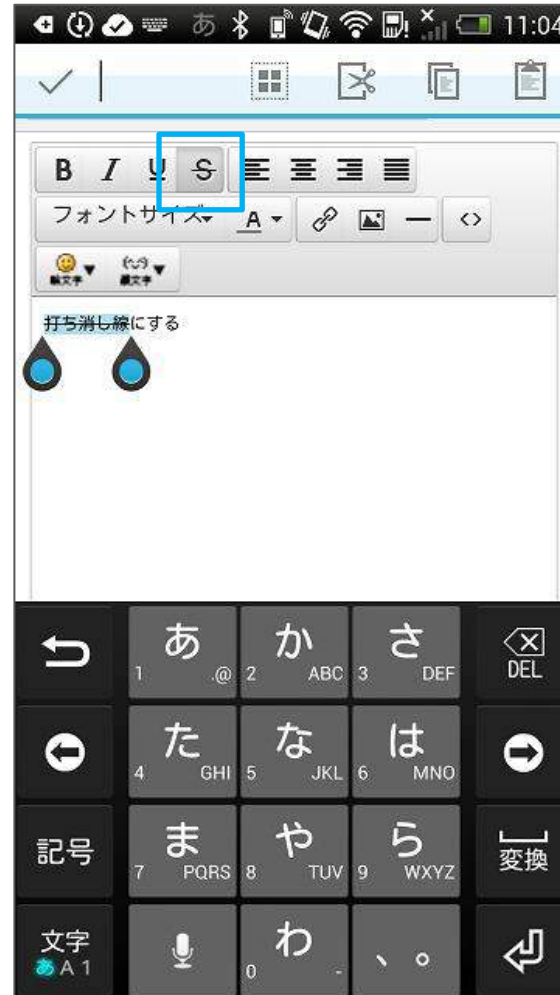 あ 11:04
B I U S
フォントサイズ A <>
絵文字 顔文字
打ち消し線にする
あ か さ DEL
1 .@ 2 ABC 3 DEF
た な は
4 GHI 5 JKL 6 MNO
記号 ま や ら 変換
7 PQRS 8 TUV 9 WXYZ
文字 わ 、。
あA1 0 -